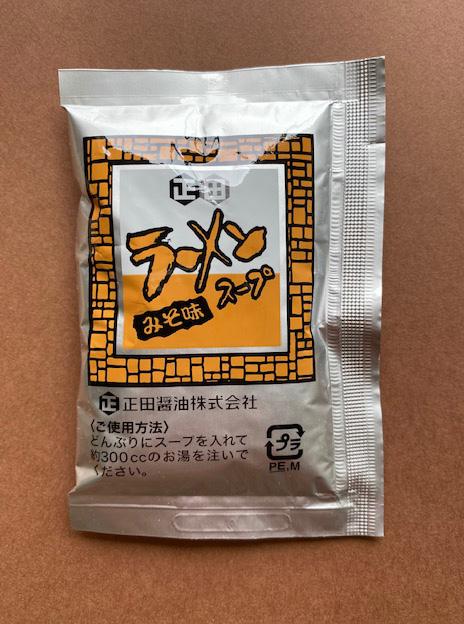 正田
ラーメン
スープ
みそ味
正 正田醤油株式会社
〈ご使用方法〉
どんぶりにスープを入れて
約300ccのお湯を注いで
ください。
プラ
PE,M